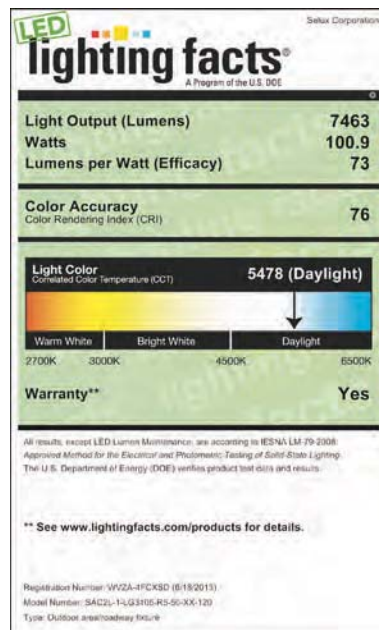 LED
Selux Corporation
lighting facts®
A Program of the U.S. DOE
Light Output (Lumens) 7463
Watts 100.9
Lumens per Watt (Efficacy) 73
Color Accuracy 76
Color Rendering Index (CRI)
Light Color 5478 (Daylight)
Correlated Color Temperature (CCT)
Warm White Bright White Daylight
2700K 3000K 4500K 6500K
Warranty** Yes
All results, except LED Lumen Maintenance, are according to IESNA LM-79-2008:
Approved Method for the Electrical and Photometric Testing of Solid-State Lighting.
The U.S. Department of Energy (DOE) verifies product test data and results.
** See www.lightingfacts.com/products for details.
Registration Number: WVZA-4FCXSD (6/18/2013)
Model Number: SAC2L-1-LG3105-R5-50-XX-120
Type: Outdoor area/roadway fixture